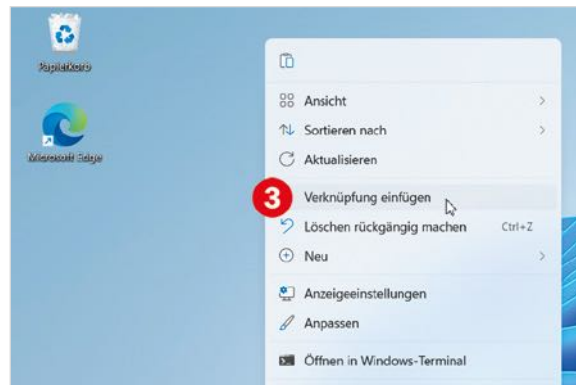 Papierkorb
Microsoft Edge
Ansicht
Sortieren nach
Aktualisieren
3
Verknüpfung einfügen
Löschen rückgängig machen Ctrl+Z
Neu
Anzeigeeinstellungen
Anpassen
Öffnen in Windows-Terminal